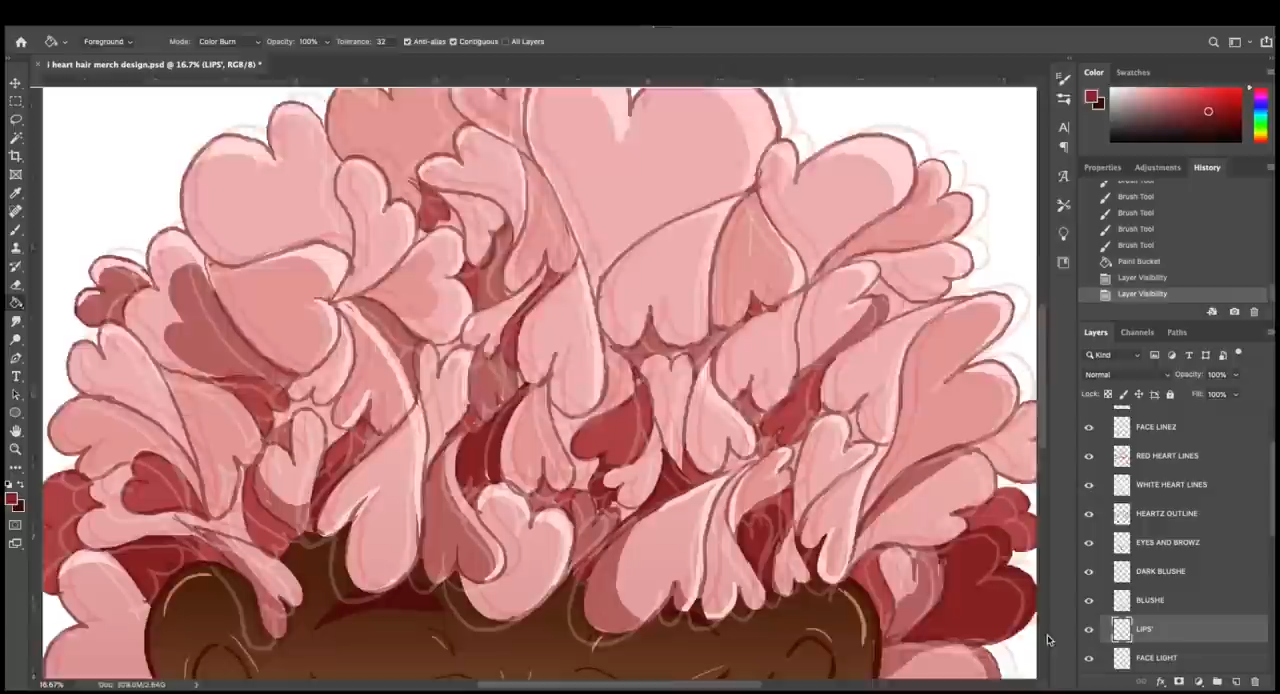 Foreground Mode: Color Burn Opacity: 100% Tolerance: 32 Anti-alias Contiguous All Layers
× i heart hair merch design.psd @ 16.7% (LIPS', RGB/8) *
Color Swatches
Properties Adjustments History
Brush Tool
Brush Tool
Brush Tool
Brush Tool
Brush Tool
Paint Bucket
Layer Visibility
Layer Visibility
Layers Channels Paths
Kind
Normal Opacity: 100%
Lock: Fill: 100%
FACE LINEZ
RED HEART LINES
WHITE HEART LINES
HEARTZ OUTLINE
EYES AND BROWZ
DARK BLUSHE
BLUSHE
LIPS'
FACE LIGHT
16.67%